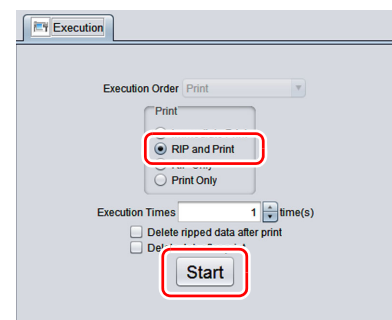 Execution
Execution Order Print
Print
RIP and Print
Only
Print Only
Execution Times 1 time(s)
Delete ripped data after print
Start